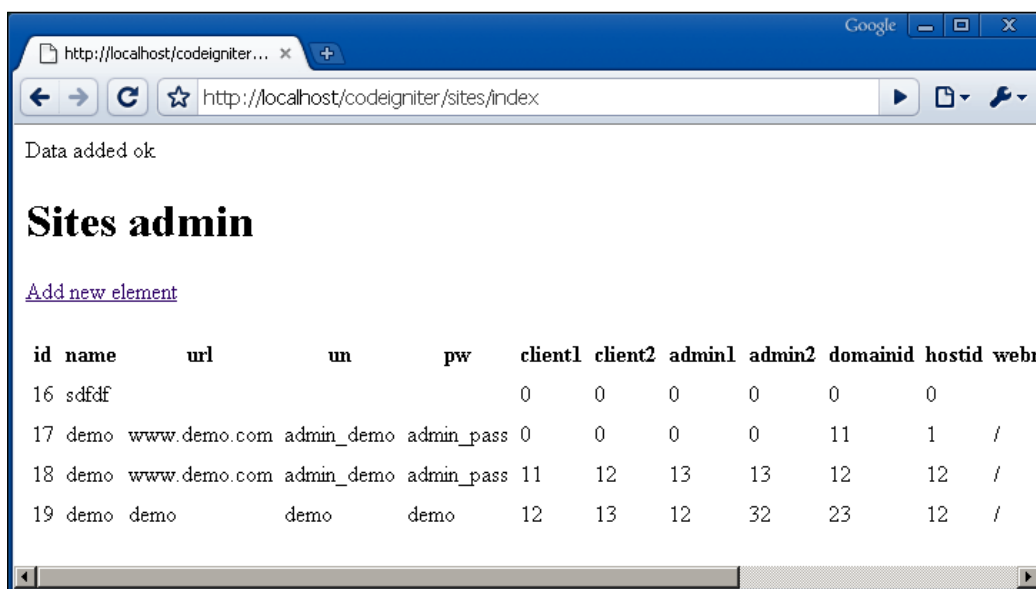 Google
http://localhost/codeigniter...
http://localhost/codeigniter/sites/index
Data added ok
Sites admin
Add new element
id name url un pw client1 client2 admin1 admin2 domainid hostid
16 sdfdf 0 0 0 0 0 0
17 demo www.demo.com admin_demo admin_pass 0 0 0 0 11 1 /
18 demo www.demo.com admin_demo admin_pass 11 12 13 13 12 12 /
19 demo demo demo demo 12 13 12 32 23 12 /